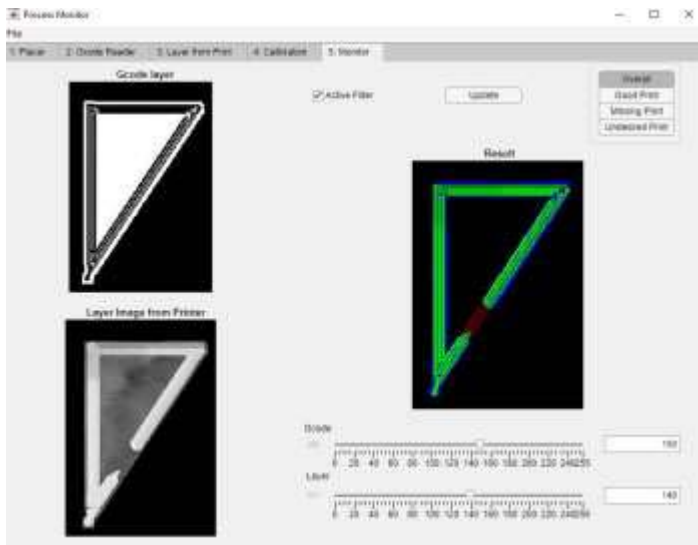 Process Monitor
File
1. Placer 2. Gcode Reader 3. Layer from Print 4. Calibration 5. Monitor
Gcode layer
Active Filter
Update
Overall
Good Print
Missing Print
Undesired Print
Result
Layer Image from Printer
Gcode
150
0 20 40 60 80 100 120 140 160 180 200 220 240255
Layer
140
0 20 40 60 80 100 120 140 160 180 200 220 240255